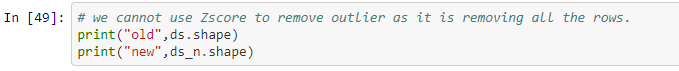 In [49]: # we cannot use Zscore to remove outlier as it is removing all the rows.
print("old",ds.shape)
print("new",ds_n.shape)